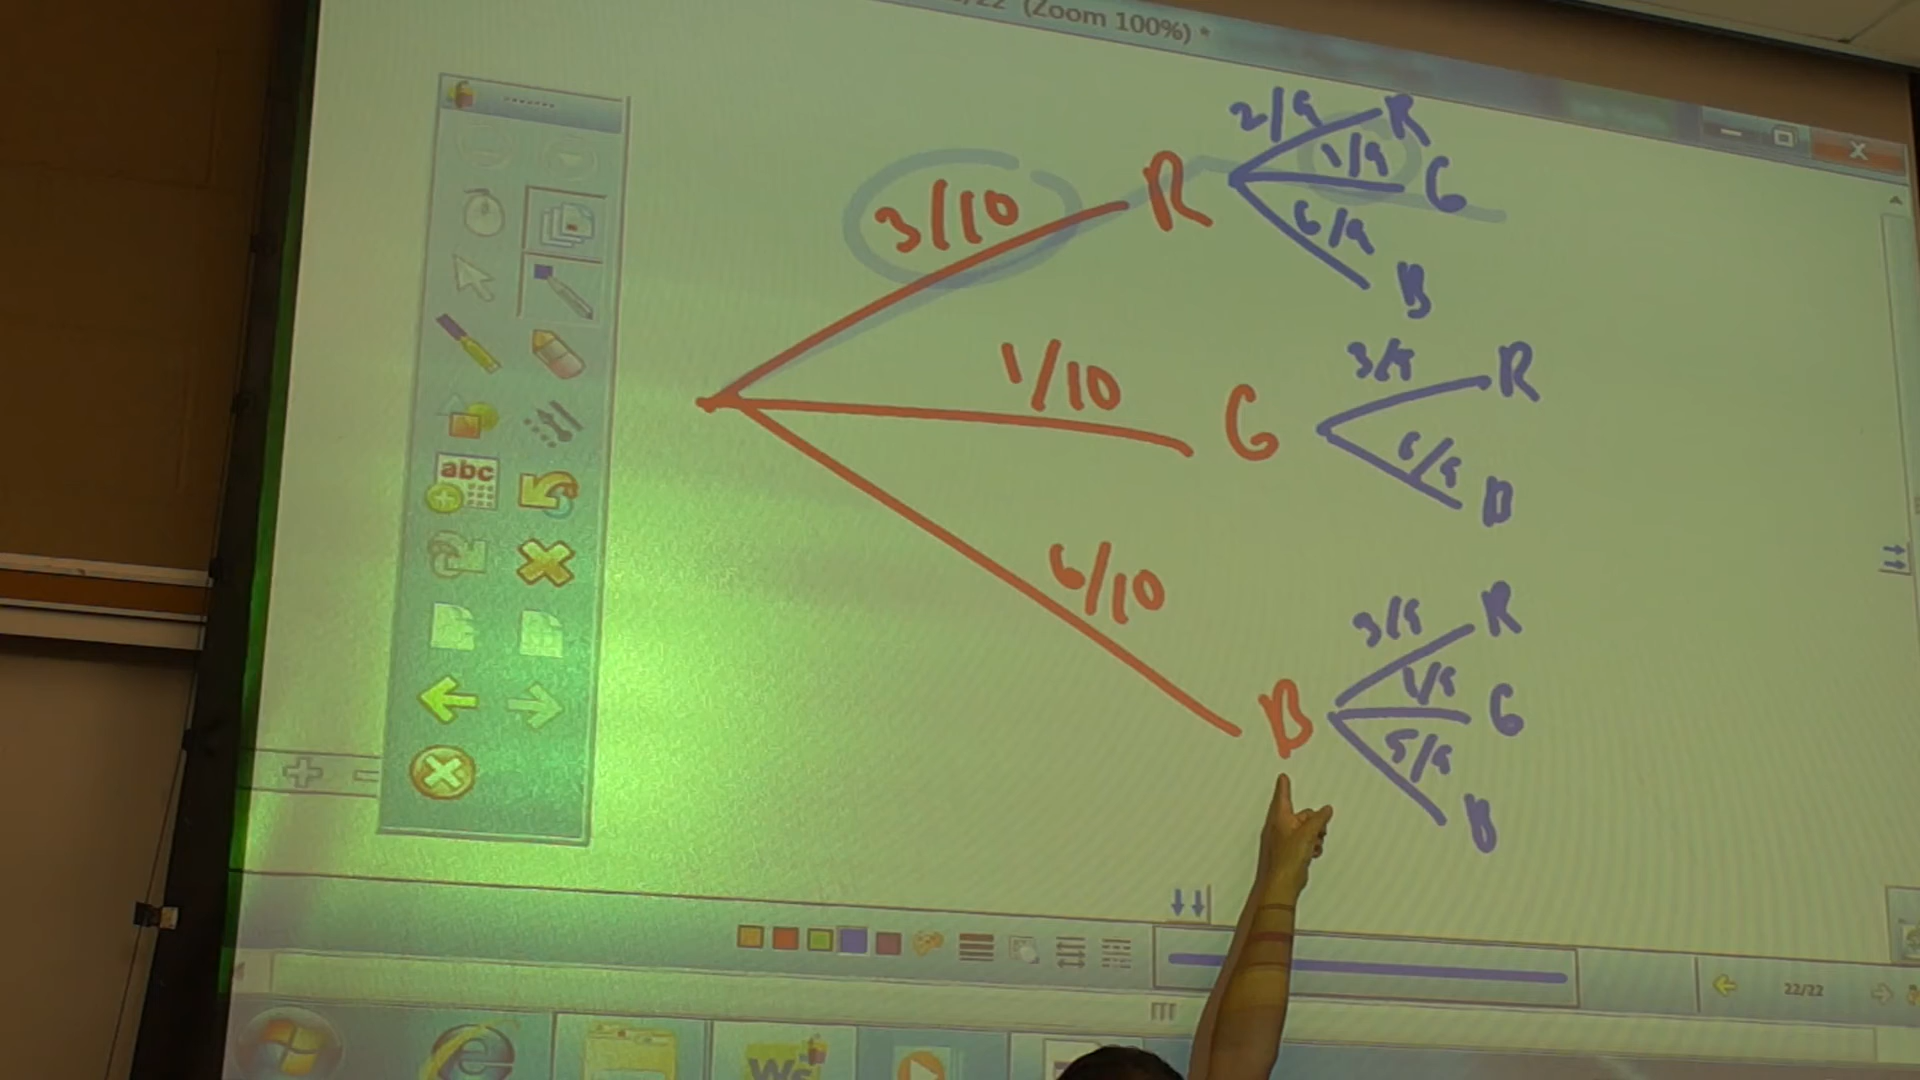 /22 (Zoom 100%) *
3/10 R
2/9 R
1/9 G
6/9 B
1/10 G
3/9 R
6/9 B
6/10 B
3/9 R
1/9 G
5/9 B
abc
22/22